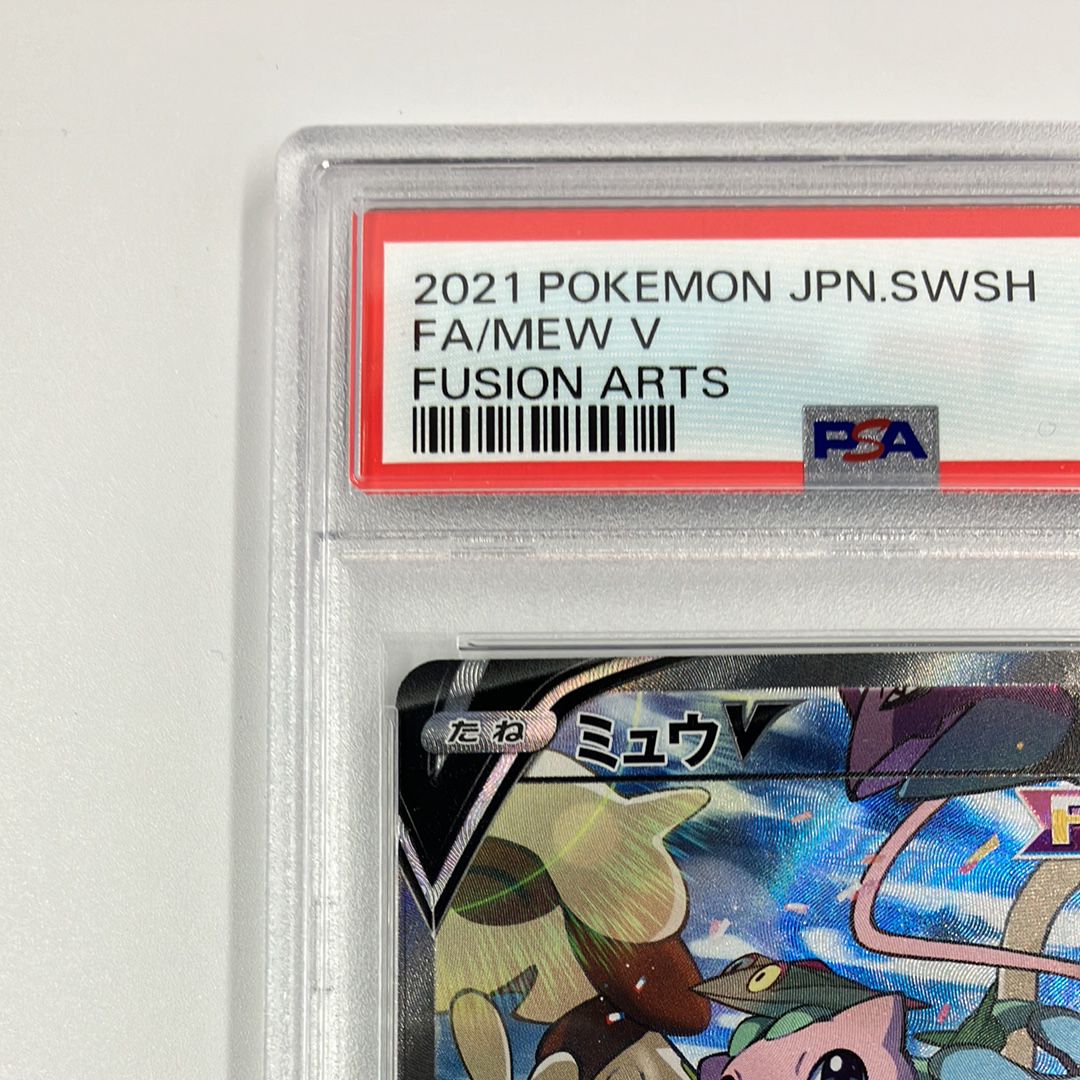 2021 POKEMON JPN.SWSH
FA/MEW V
FUSION ARTS
PSA
たね ミュウV